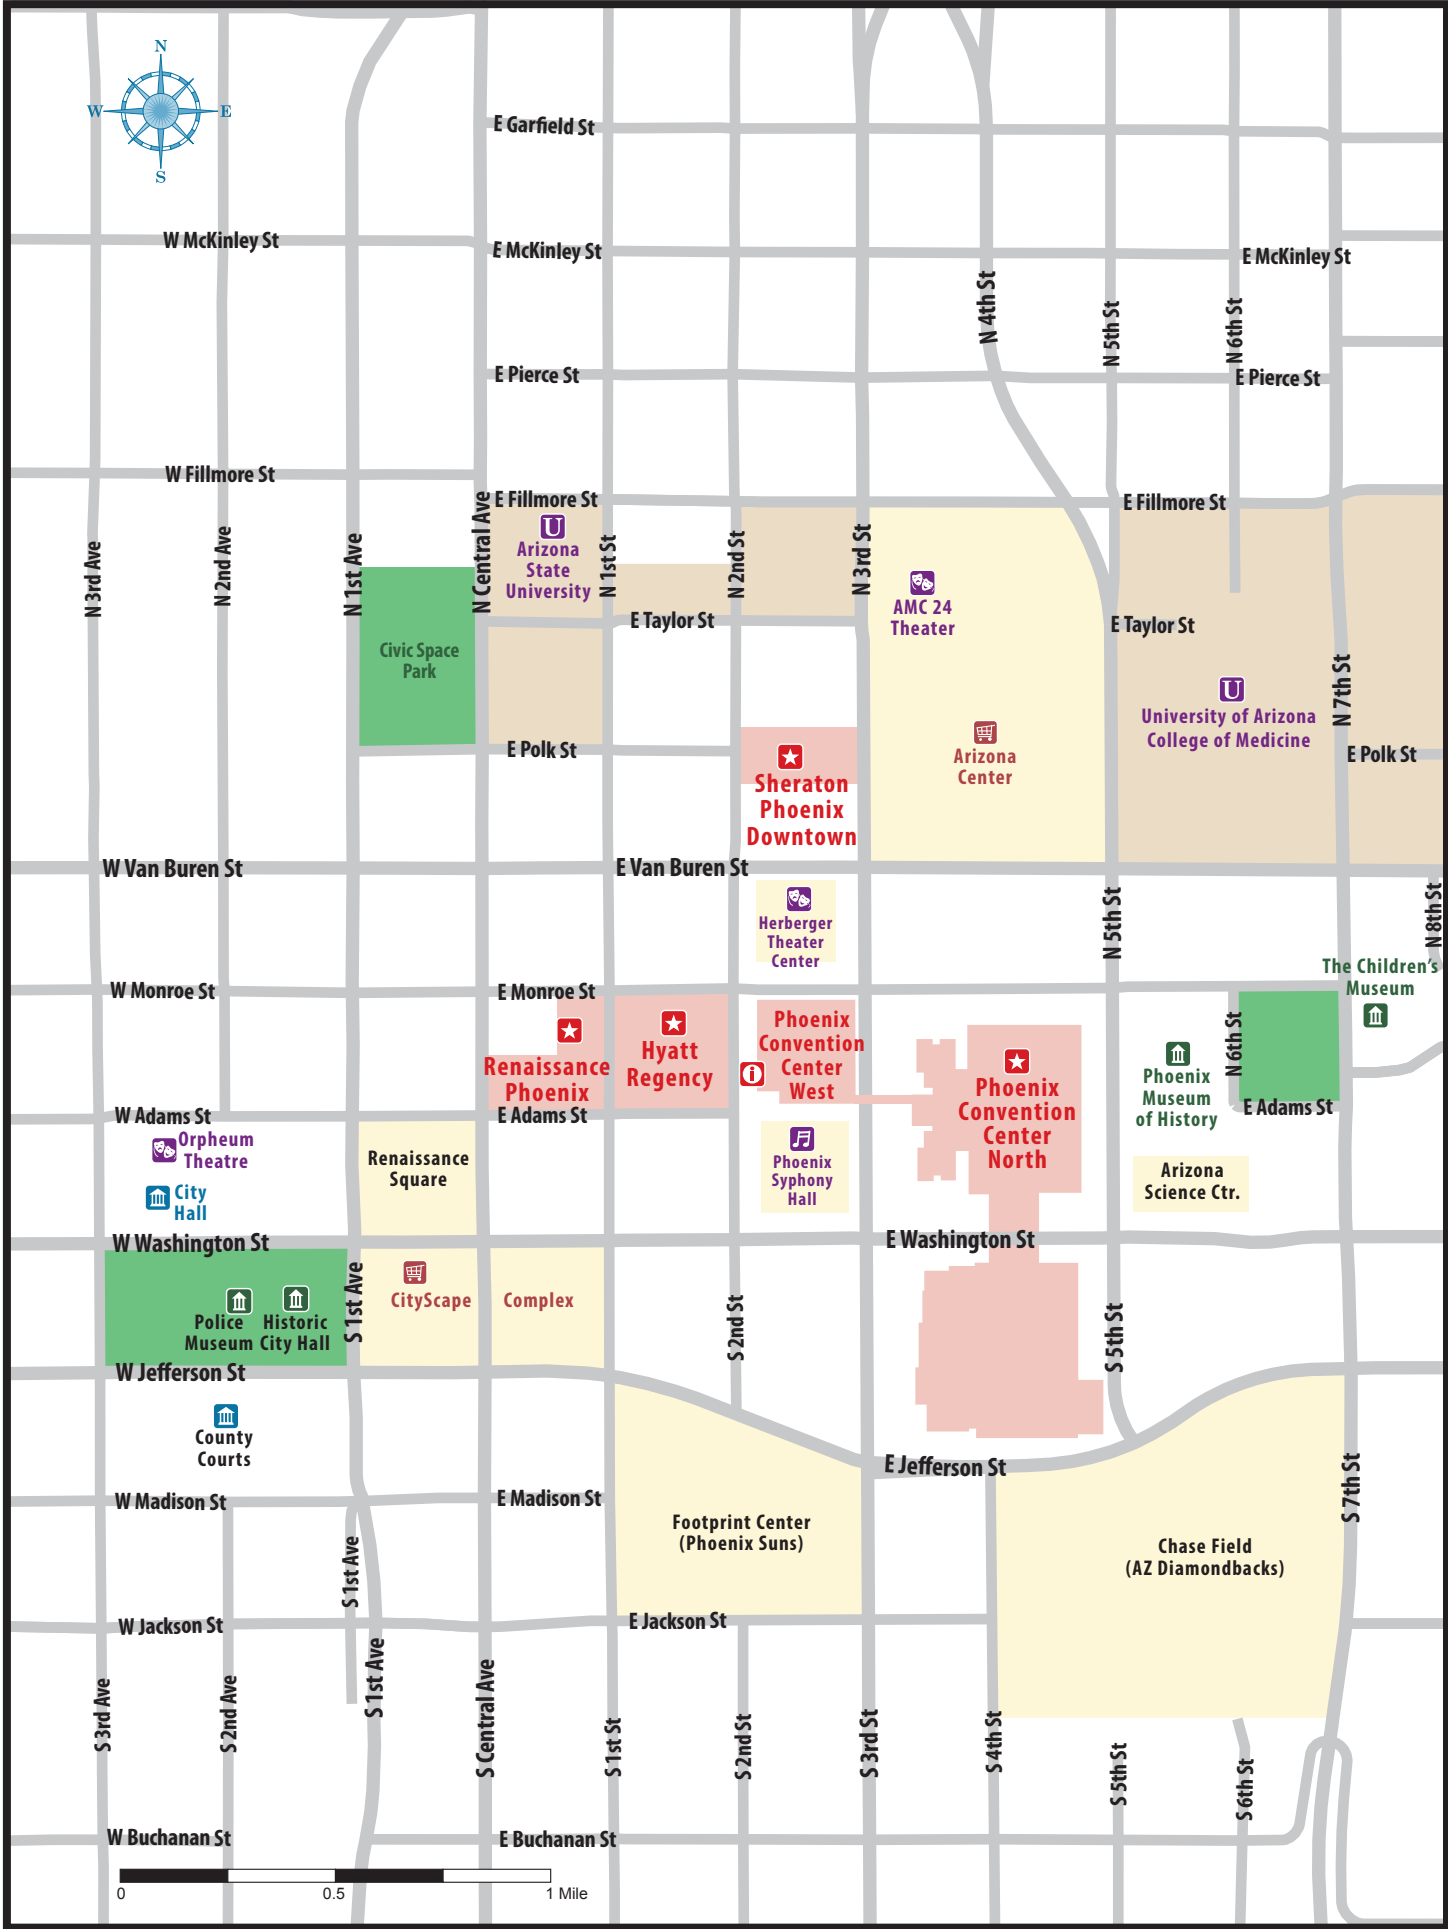 N
W
E
S
E Garfield St
W McKinley St
E McKinley St
E McKinley St
N 4th St
N 5th St
N 6th St
E Pierce St
E Pierce St
W Fillmore St
E Fillmore St
E Fillmore St
N 3rd Ave
N 2nd Ave
N 1st Ave
N Central Ave
N 1st St
N 2nd St
N 3rd St
U
Arizona
State
University
AMC 24
Theater
E Taylor St
E Taylor St
Civic Space
Park
N 7th St
U
University of Arizona
College of Medicine
Arizona
Center
E Polk St
E Polk St
Sheraton
Phoenix
Downtown
W Van Buren St
E Van Buren St
N 5th St
N 8th St
Herberger
Theater
Center
The Children's
Museum
W Monroe St
E Monroe St
N 6th St
Renaissance
Phoenix
Hyatt
Regency
i
Phoenix
Convention
Center
West
Phoenix
Convention
Center
North
Phoenix
Museum
of History
W Adams St
E Adams St
E Adams St
Orpheum
Theatre
City
Hall
Renaissance
Square
Phoenix
Syphony
Hall
Arizona
Science Ctr.
W Washington St
E Washington St
S 1st Ave
CityScape
Complex
Police
Museum
Historic
City Hall
S 2nd St
S 5th St
W Jefferson St
County
Courts
E Jefferson St
S 7th St
W Madison St
E Madison St
Footprint Center
(Phoenix Suns)
Chase Field
(AZ Diamondbacks)
S 1st Ave
W Jackson St
E Jackson St
S 3rd Ave
S 2nd Ave
S 1st Ave
S Central Ave
S 1st St
S 2nd St
S 3rd St
S 4th St
S 5th St
S 6th St
W Buchanan St
E Buchanan St
0
0.5
1 Mile